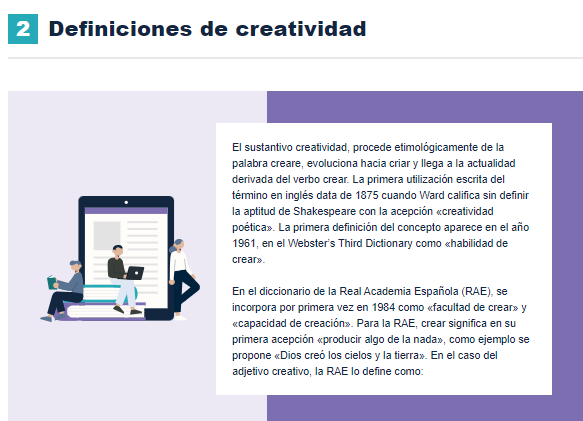 2 Definiciones de creatividad
El sustantivo creatividad, procede etimológicamente de la
palabra creare, evoluciona hacia criar y llega a la actualidad
derivada del verbo crear. La primera utilización escrita del
término en inglés data de 1875 cuando Ward califica sin definir
la aptitud de Shakespeare con la acepción «creatividad
poética». La primera definición del concepto aparece en el año
1961, en el Webster's Third Dictionary como «habilidad de
crear».
En el diccionario de la Real Academia Española (RAE), se
incorpora por primera vez en 1984 como «facultad de crear» y
«capacidad de creación». Para la RAE, crear significa en su
primera acepción «producir algo de la nada», como ejemplo se
propone «Dios creó los cielos y la tierra». En el caso del
adjetivo creativo, la RAE lo define como: